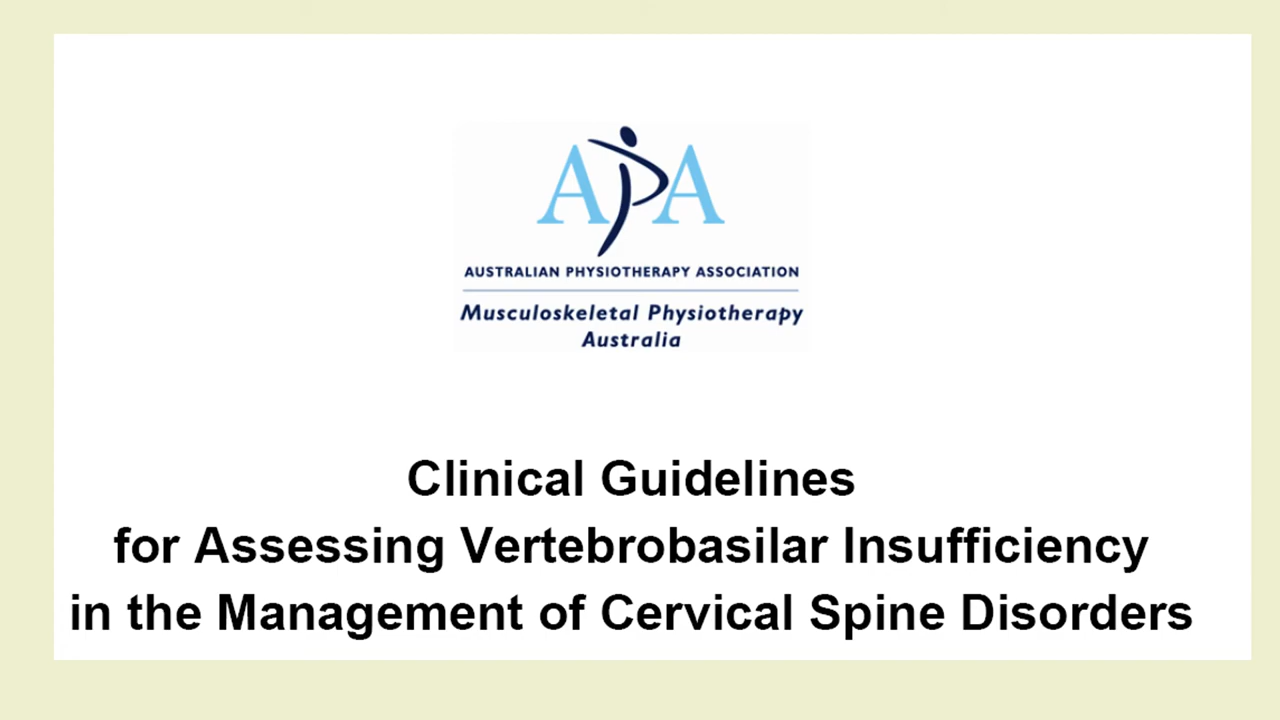 APA
AUSTRALIAN PHYSIOTHERAPY ASSOCIATION
Musculoskeletal Physiotherapy
Australia
Clinical Guidelines
for Assessing Vertebrobasilar Insufficiency
in the Management of Cervical Spine Disorders